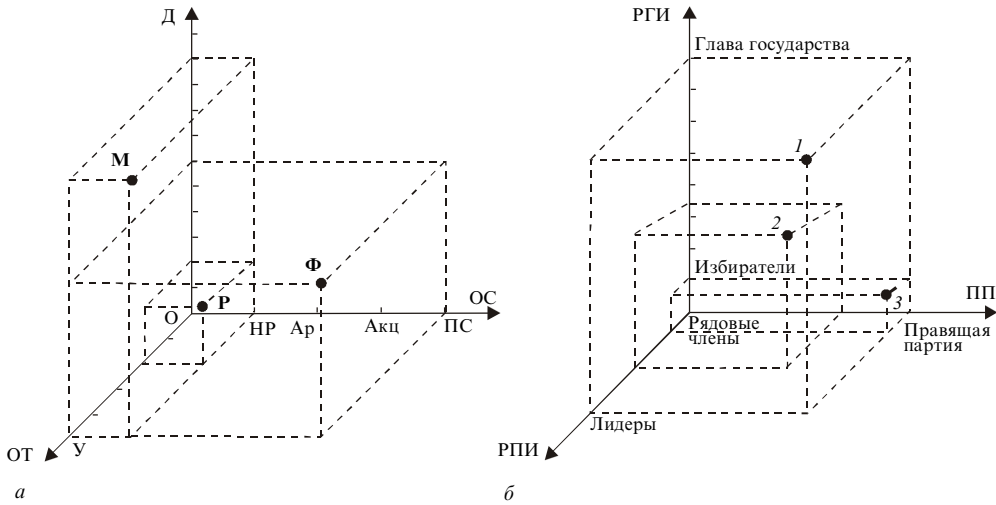 Д
М
Ф
Р
О
ОС
НР
Ар
Акц
ПС
ОТ
У
а
РГИ
Глава государства
1
2
Избиратели
3
ПП
Рядовые
члены
Правящая
партия
Лидеры
РПИ
б